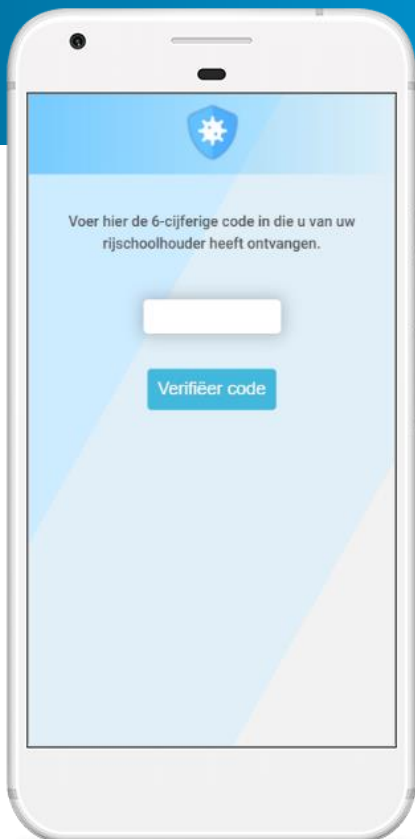 Voer hier de 6-cijferige code in die u van uw
rijschoolhouder heeft ontvangen.
Verifiëer code